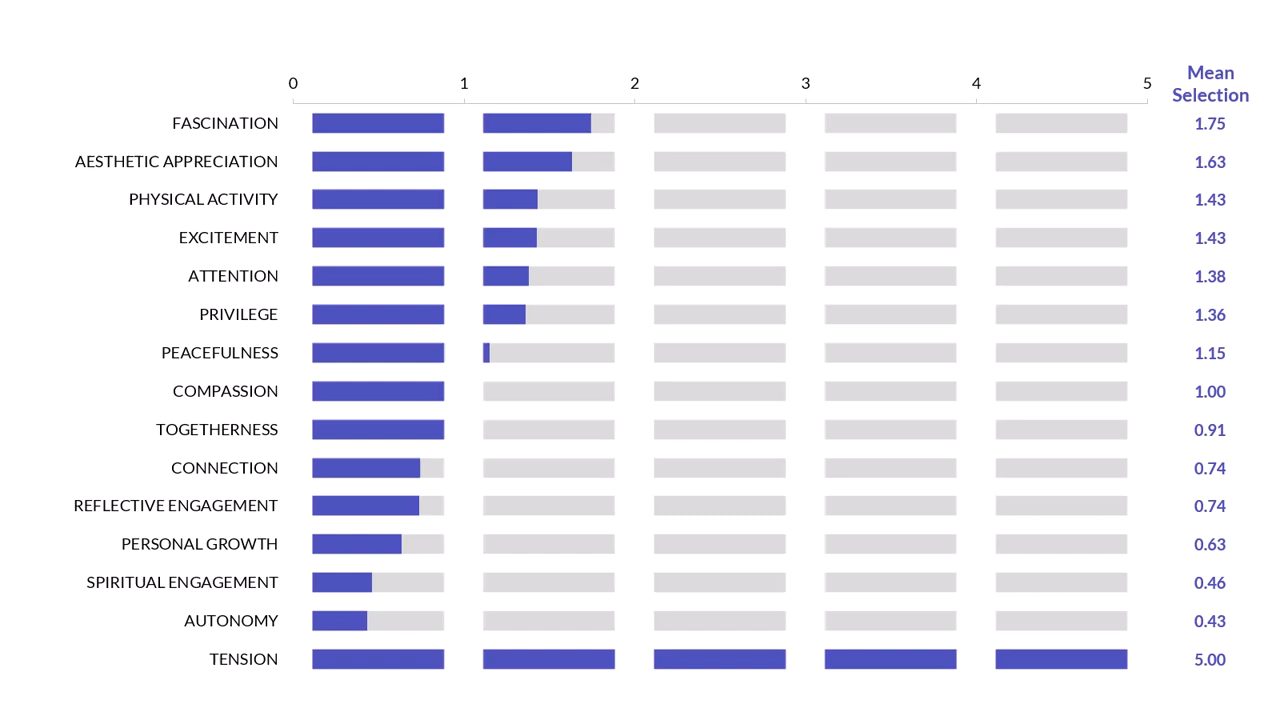 0 1 2 3 4 5
Mean
Selection
FASCINATION 1.75
AESTHETIC APPRECIATION 1.63
PHYSICAL ACTIVITY 1.43
EXCITEMENT 1.43
ATTENTION 1.38
PRIVILEGE 1.36
PEACEFULNESS 1.15
COMPASSION 1.00
TOGETHERNESS 0.91
CONNECTION 0.74
REFLECTIVE ENGAGEMENT 0.74
PERSONAL GROWTH 0.63
SPIRITUAL ENGAGEMENT 0.46
AUTONOMY 0.43
TENSION 5.00